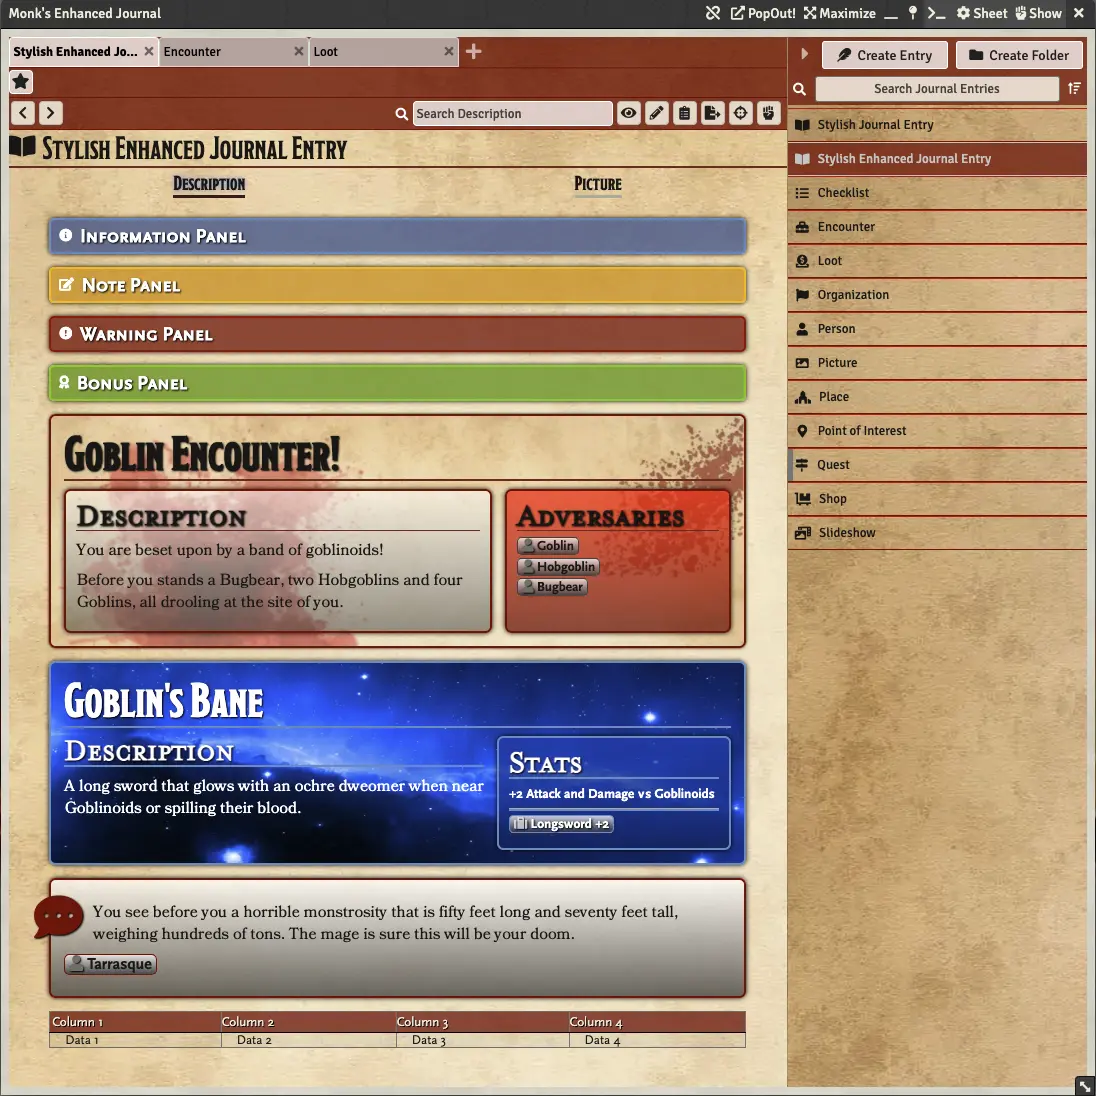 Monk's Enhanced Journal
PopOut!
Maximize
Sheet
Show
Stylish Enhanced Jo...
Encounter
Loot
Create Entry
Create Folder
Search Journal Entries
Search Description
Stylish Enhanced Journal Entry
Description
Picture
Information Panel
Note Panel
Warning Panel
Bonus Panel
Goblin Encounter!
Description
You are beset upon by a band of goblinoids!
Before you stands a Bugbear, two Hobgoblins and four
Goblins, all drooling at the site of you.
Adversaries
Goblin
Hobgoblin
Bugbear
Goblin's Bane
Description
A long sword that glows with an ochre dweomer when near
Goblinoids or spilling their blood.
Stats
+2 Attack and Damage vs Goblinoids
Longsword +2
You see before you a horrible monstrosity that is fifty feet long and seventy feet tall,
weighing hundreds of tons. The mage is sure this will be your doom.
Tarrasque
Column 1 Column 2 Column 3 Column 4
Data 1 Data 2 Data 3 Data 4
Stylish Journal Entry
Stylish Enhanced Journal Entry
Checklist
Encounter
Loot
Organization
Person
Picture
Place
Point of Interest
Quest
Shop
Slideshow